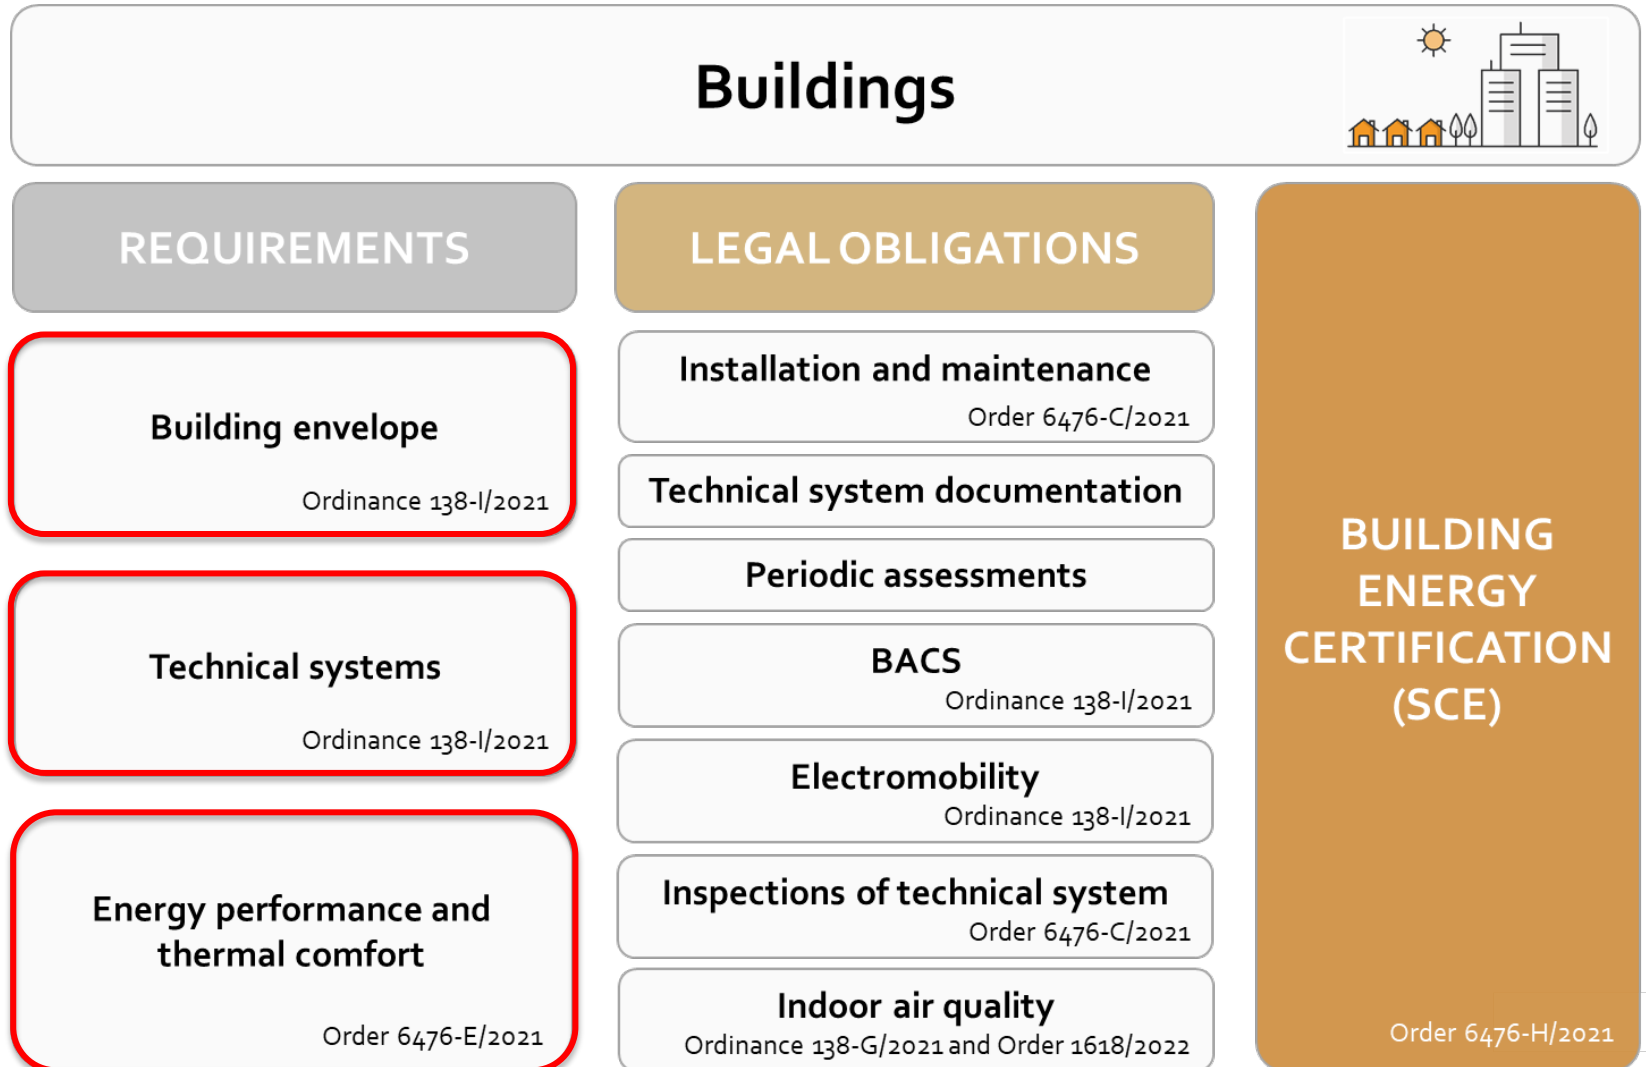 Buildings
REQUIREMENTS
Building envelope
Ordinance 138-I/2021
Technical systems
Ordinance 138-I/2021
Energy performance and
thermal comfort
Order 6476-E/2021
LEGAL OBLIGATIONS
Installation and maintenance
Order 6476-C/2021
Technical system documentation
Periodic assessments
BACS
Ordinance 138-I/2021
Electromobility
Ordinance 138-I/2021
Inspections of technical system
Order 6476-C/2021
Indoor air quality
Ordinance 138-G/2021 and Order 1618/2022
BUILDING
ENERGY
CERTIFICATION
(SCE)
Order 6476-H/2021